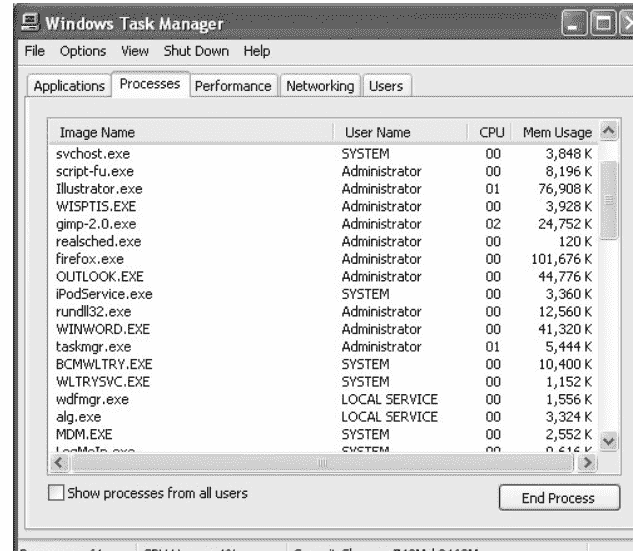 Windows Task Manager
File Options View Shut Down Help
Applications Processes Performance Networking Users
Image Name User Name CPU Mem Usage
svchost.exe SYSTEM 00 3,848 K
script-fu.exe Administrator 00 8,196 K
Illustrator.exe Administrator 01 76,908 K
WISPTIS.EXE Administrator 00 3,928 K
gimp-2.0.exe Administrator 02 24,752 K
realsched.exe Administrator 00 120 K
firefox.exe Administrator 00 101,676 K
OUTLOOK.EXE Administrator 00 44,776 K
iPodService.exe SYSTEM 00 3,360 K
rundll32.exe Administrator 00 12,560 K
WINWORD.EXE Administrator 00 41,320 K
taskmgr.exe Administrator 01 5,444 K
BCMWLTRY.EXE SYSTEM 00 10,400 K
WLTRYSVC.EXE SYSTEM 00 1,152 K
wdfmgr.exe LOCAL SERVICE 00 1,556 K
alg.exe LOCAL SERVICE 00 3,324 K
MDM.EXE SYSTEM 00 2,552 K
LogMeIn.exe SYSTEM 00 9,616 K
Show processes from all users
End Process